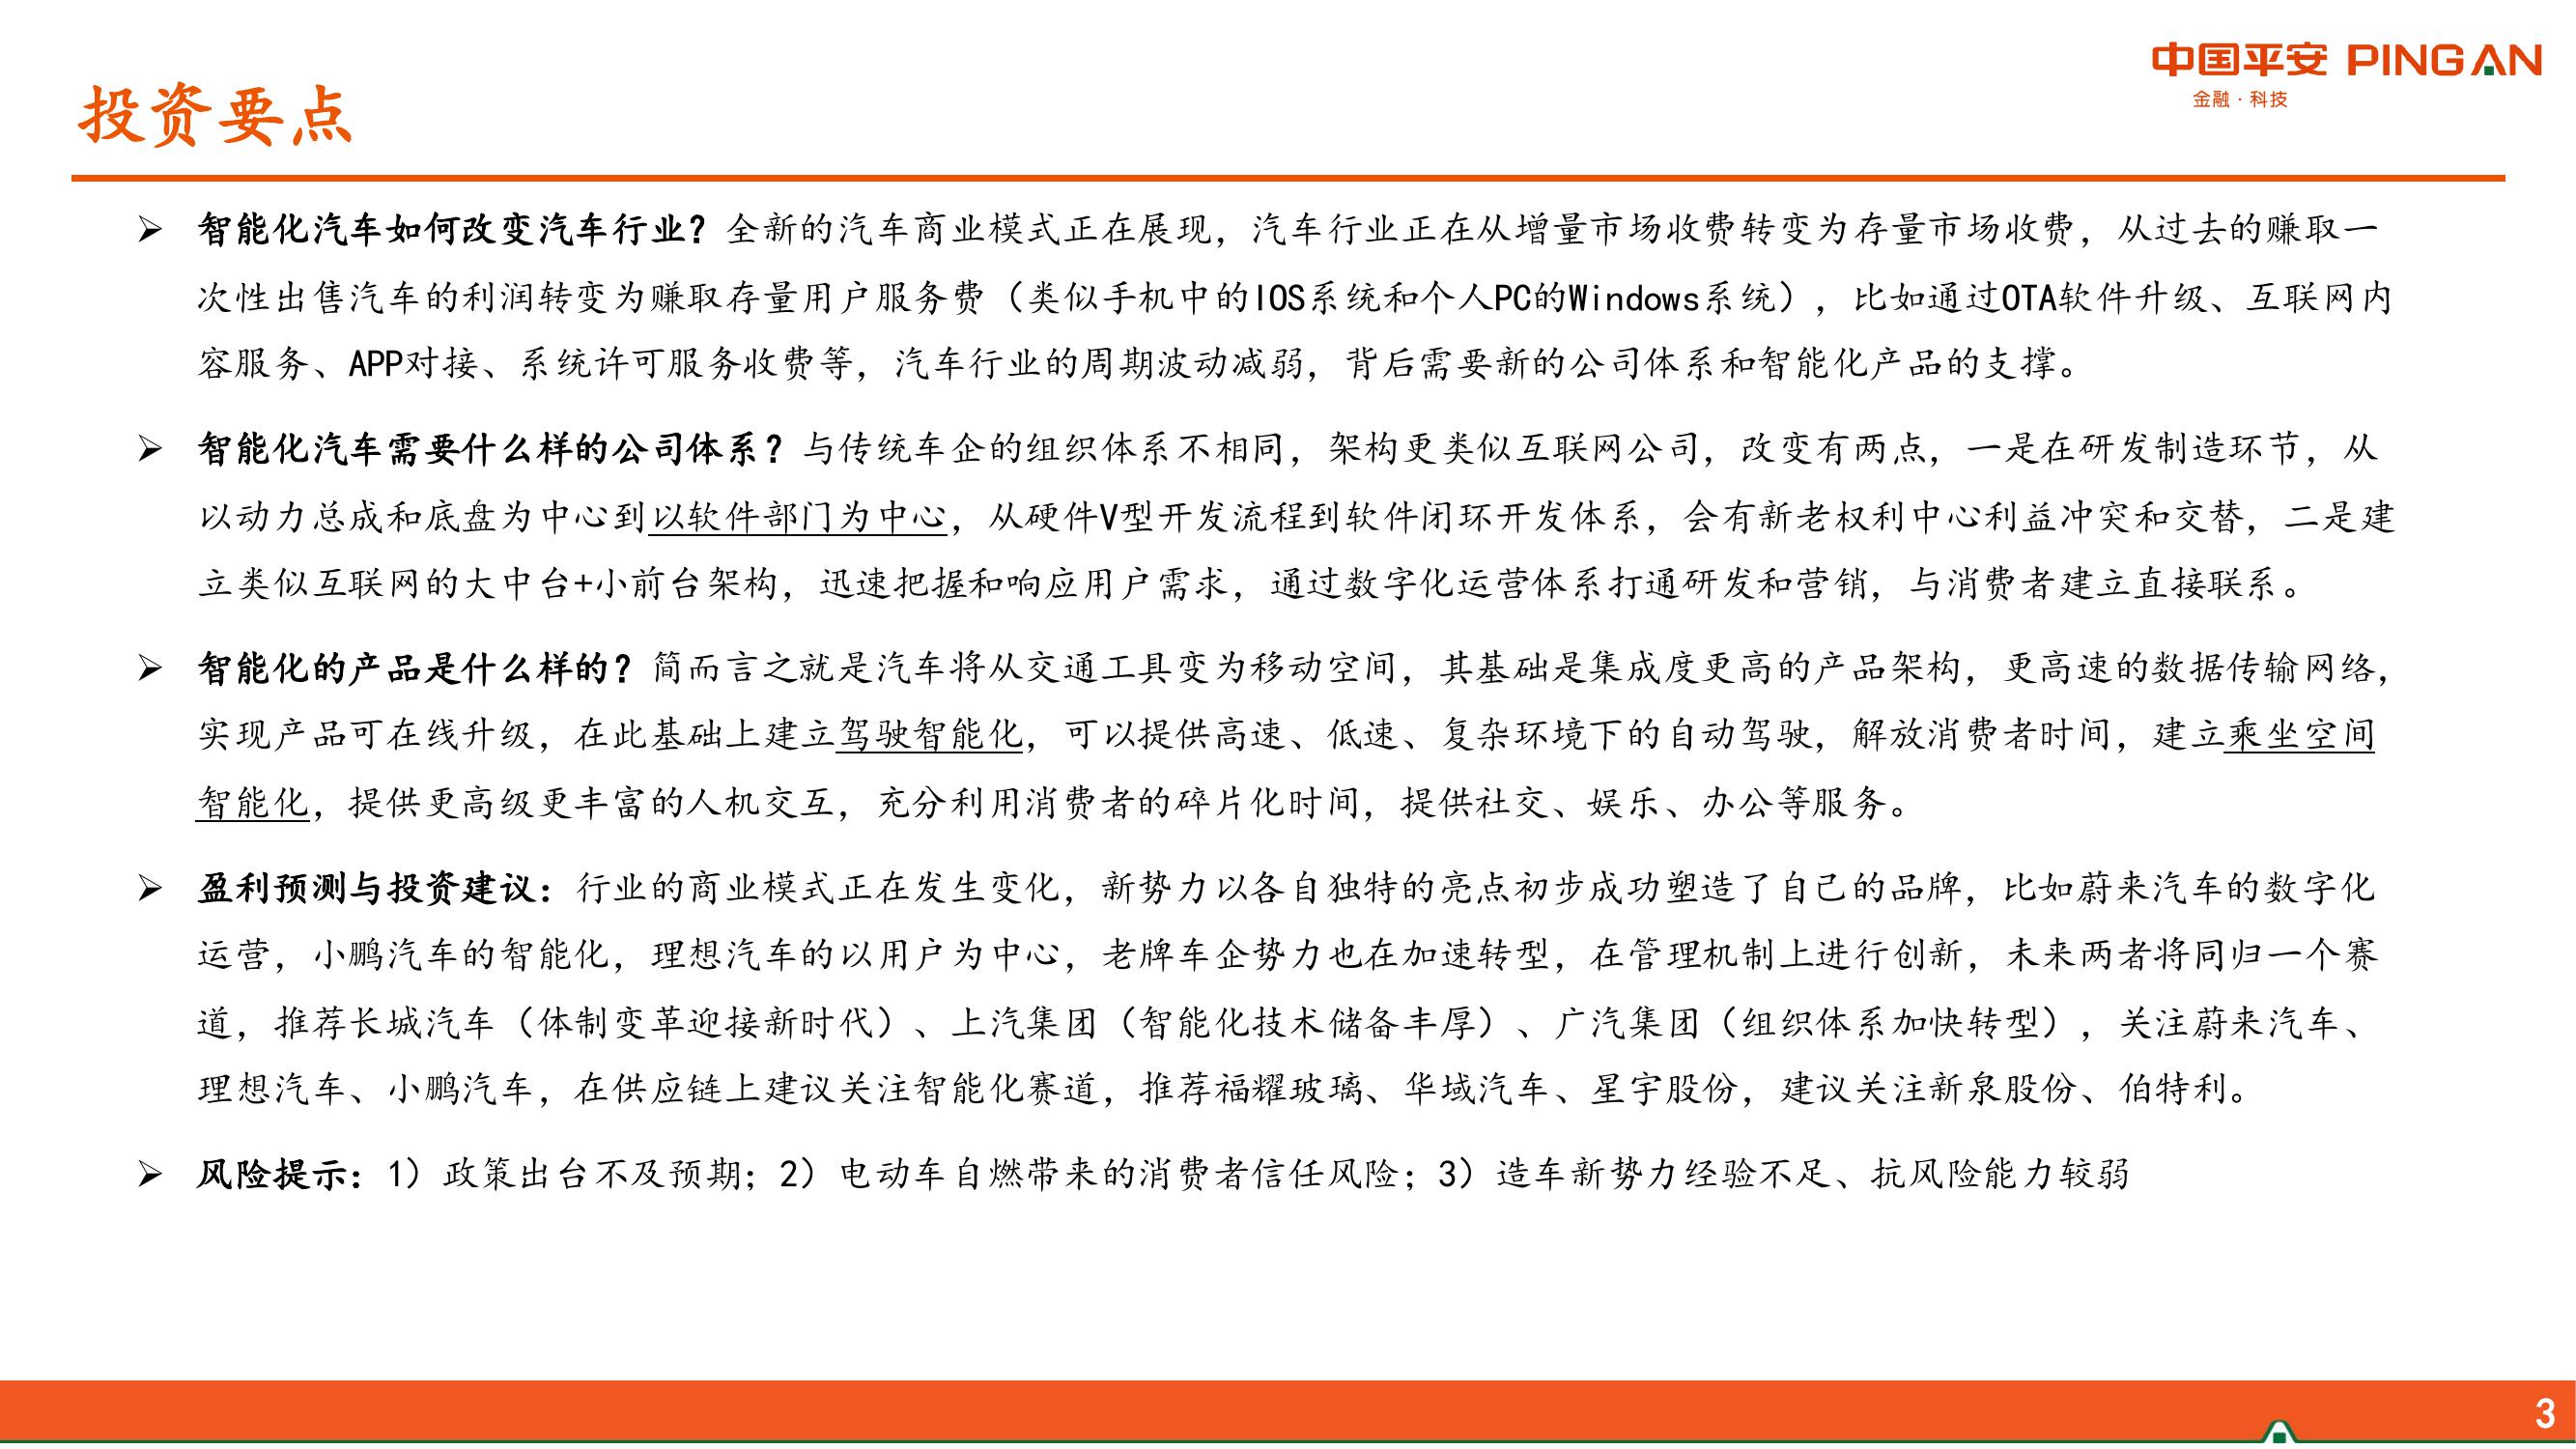 中国平安 PINGAN
金融·科技
投资要点
智能化汽车如何改变汽车行业？全新的汽车商业模式正在展现，汽车行业正在从增量市场收费转变为存量市场收费，从过去的赚取一
次性出售汽车的利润转变为赚取存量用户服务费（类似手机中的IOS系统和个人PC的Windows系统），比如通过OTA软件升级、互联网内
容服务、APP对接、系统许可服务收费等，汽车行业的周期波动减弱，背后需要新的公司体系和智能化产品的支撑。
智能化汽车需要什么样的公司体系？与传统车企的组织体系不相同，架构更类似互联网公司，改变有两点，一是在研发制造环节，从
以动力总成和底盘为中心到以软件部门为中心，从硬件V型开发流程到软件闭环开发体系，会有新老权利中心利益冲突和交替，二是建
立类似互联网的大中台+小前台架构，迅速把握和响应用户需求，通过数字化运营体系打通研发和营销，与消费者建立直接联系。
智能化的产品是什么样的？简而言之就是汽车将从交通工具变为移动空间，其基础是集成度更高的产品架构，更高速的数据传输网络，
实现产品可在线升级，在此基础上建立驾驶智能化，可以提供高速、低速、复杂环境下的自动驾驶，解放消费者时间，建立乘坐空间
智能化，提供更高级更丰富的人机交互，充分利用消费者的碎片化时间，提供社交、娱乐、办公等服务。
盈利预测与投资建议：行业的商业模式正在发生变化，新势力以各自独特的亮点初步成功塑造了自己的品牌，比如蔚来汽车的数字化
运营，小鹏汽车的智能化，理想汽车的以用户为中心，老牌车企势力也在加速转型，在管理机制上进行创新，未来两者将同归一个赛
道，推荐长城汽车（体制变革迎接新时代）、上汽集团（智能化技术储备丰厚）、广汽集团（组织体系加快转型），关注蔚来汽车、
理想汽车、小鹏汽车，在供应链上建议关注智能化赛道，推荐福耀玻璃、华域汽车、星宇股份，建议关注新泉股份、伯特利。
风险提示：1）政策出台不及预期；2）电动车自燃带来的消费者信任风险；3）造车新势力经验不足、抗风险能力较弱
3